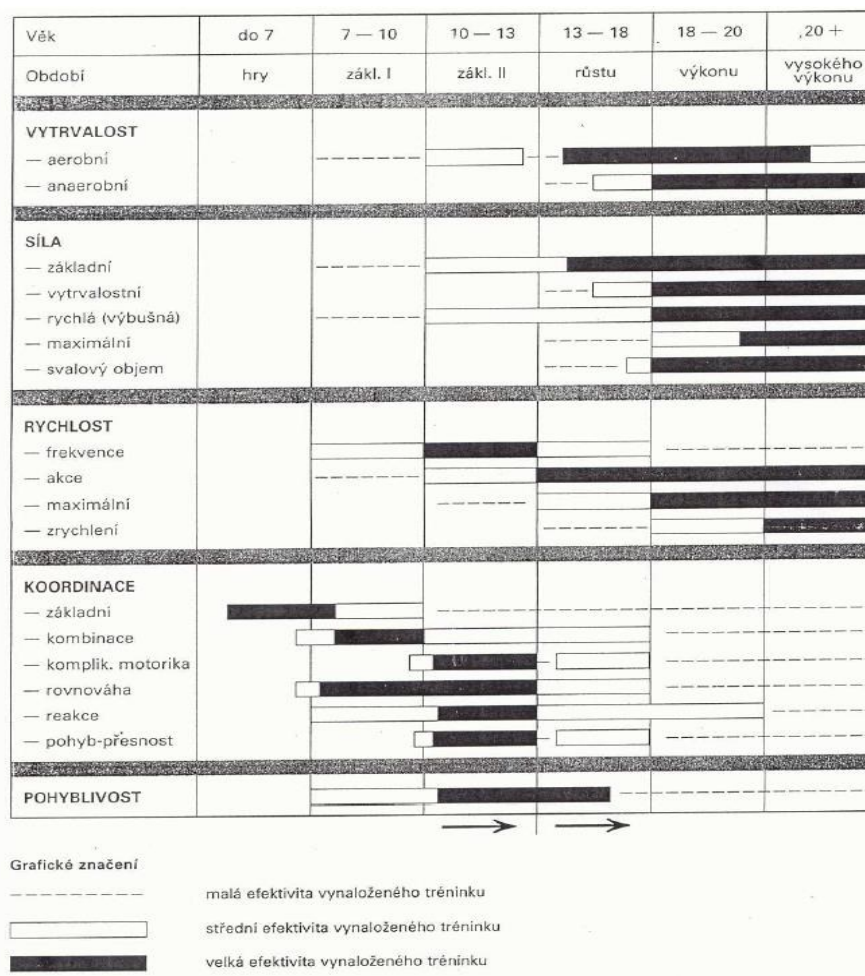 Věk do 7 7 — 10 10 — 13 13 — 18 18 — 20 20 +
Období hry zákl. I zákl. II růstu výkonu vysokého výkonu
VYTRVALOST
— aerobní
— anaerobní
SÍLA
— základní
— vytrvalostní
— rychlá (výbušná)
— maximální
— svalový objem
RYCHLOST
— frekvence
— akce
— maximální
— zrychlení
KOORDINACE
— základní
— kombinace
— komplik. motorika
— rovnováha
— reakce
— pohyb-přesnost
POHYBLIVOST
Grafické značení
malá efektivita vynaloženého tréninku
střední efektivita vynaloženého tréninku
velká efektivita vynaloženého tréninku